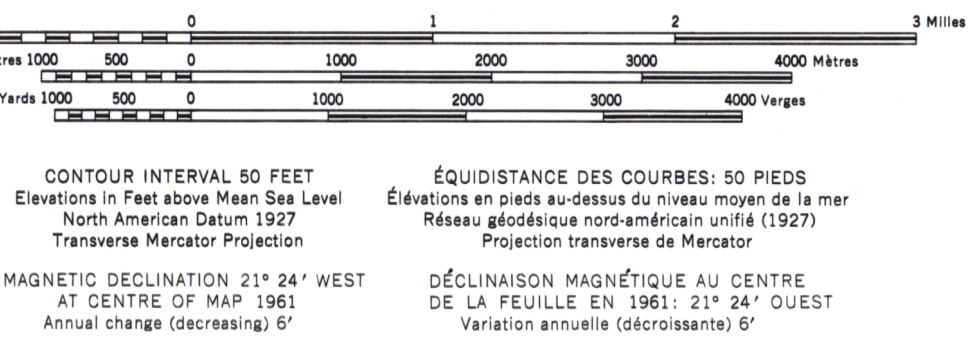 0 1 2 3 Milles
tres 1000 500 0 1000 2000 3000 4000 Mètres
Yards 1000 500 0 1000 2000 3000 4000 Verges
CONTOUR INTERVAL 50 FEET
Elevations in Feet above Mean Sea Level
North American Datum 1927
Transverse Mercator Projection
ÉQUIDISTANCE DES COURBES: 50 PIEDS
Élévations en pieds au-dessus du niveau moyen de la mer
Réseau géodésique nord-américain unifié (1927)
Projection transverse de Mercator
MAGNETIC DECLINATION 21° 24′ WEST
AT CENTRE OF MAP 1961
Annual change (decreasing) 6′
DÉCLINAISON MAGNÉTIQUE AU CENTRE
DE LA FEUILLE EN 1961: 21° 24′ OUEST
Variation annuelle (décroissante) 6′